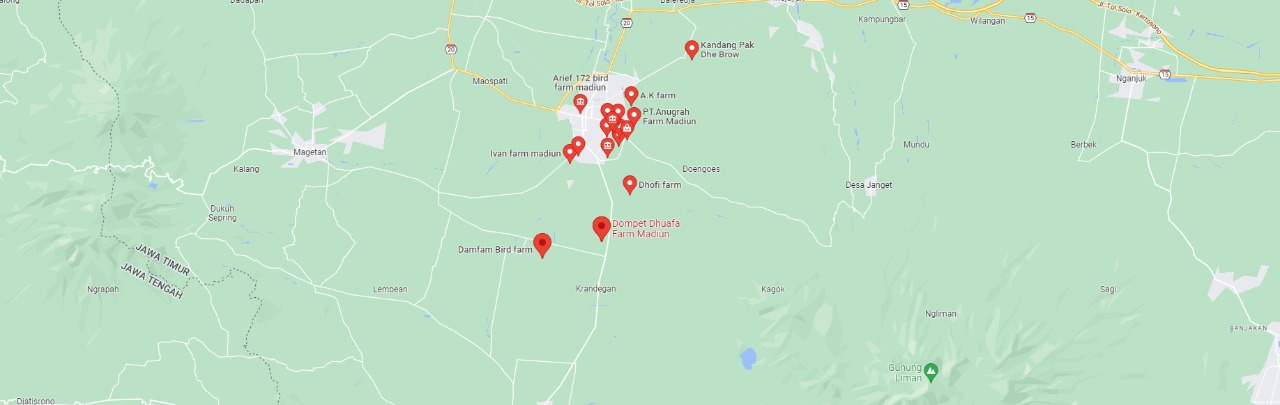 Dadapan
JL. Tol Solo
Balerejo
Kampungbar
15
Wilangan
15
Jl. Tol Solo - Kertosono
20
20
Kandang Pak
Dhe Brow
Maospati
Arief 172 bird
farm madiun
A.K farm
PT.Anugrah
Farm Madiun
Nganjuk
15
Magetan
Ivan farm madiun
Kalang
Doengoes
Mundu
Berbek
Dhofi farm
Desa Janget
Dukuh
Sepring
Dompet Dhuafa
Farm Madiun
Damfam Bird farm
JAWA TIMUR
JAWA TENGAH
Ngrapah
Lembean
Krandegan
Kagok
Sagi
Ngliman
BANJAKAN
Gunung
Liman
Djatisrono